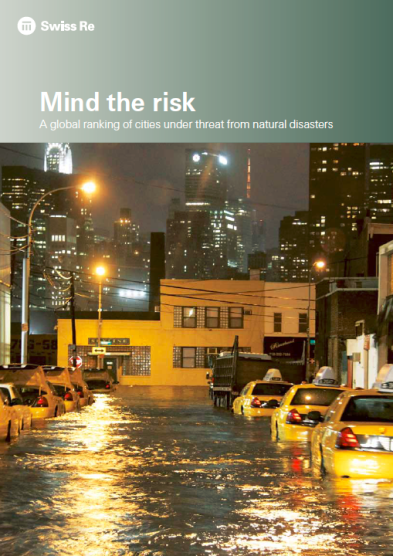 Swiss Re
Mind the risk
A global ranking of cities under threat from natural disasters